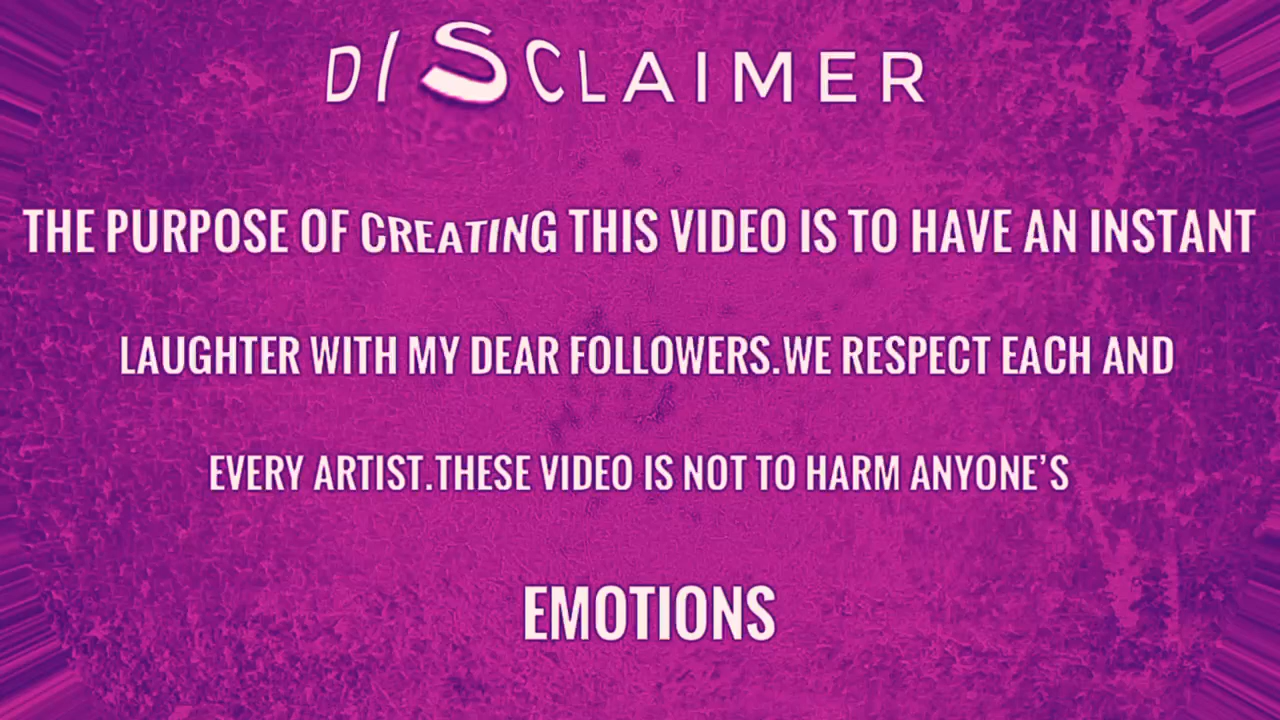 DISCLAIMER
THE PURPOSE OF CREATING THIS VIDEO IS TO HAVE AN INSTANT
LAUGHTER WITH MY DEAR FOLLOWERS.WE RESPECT EACH AND
EVERY ARTIST.THESE VIDEO IS NOT TO HARM ANYONE’S
EMOTIONS